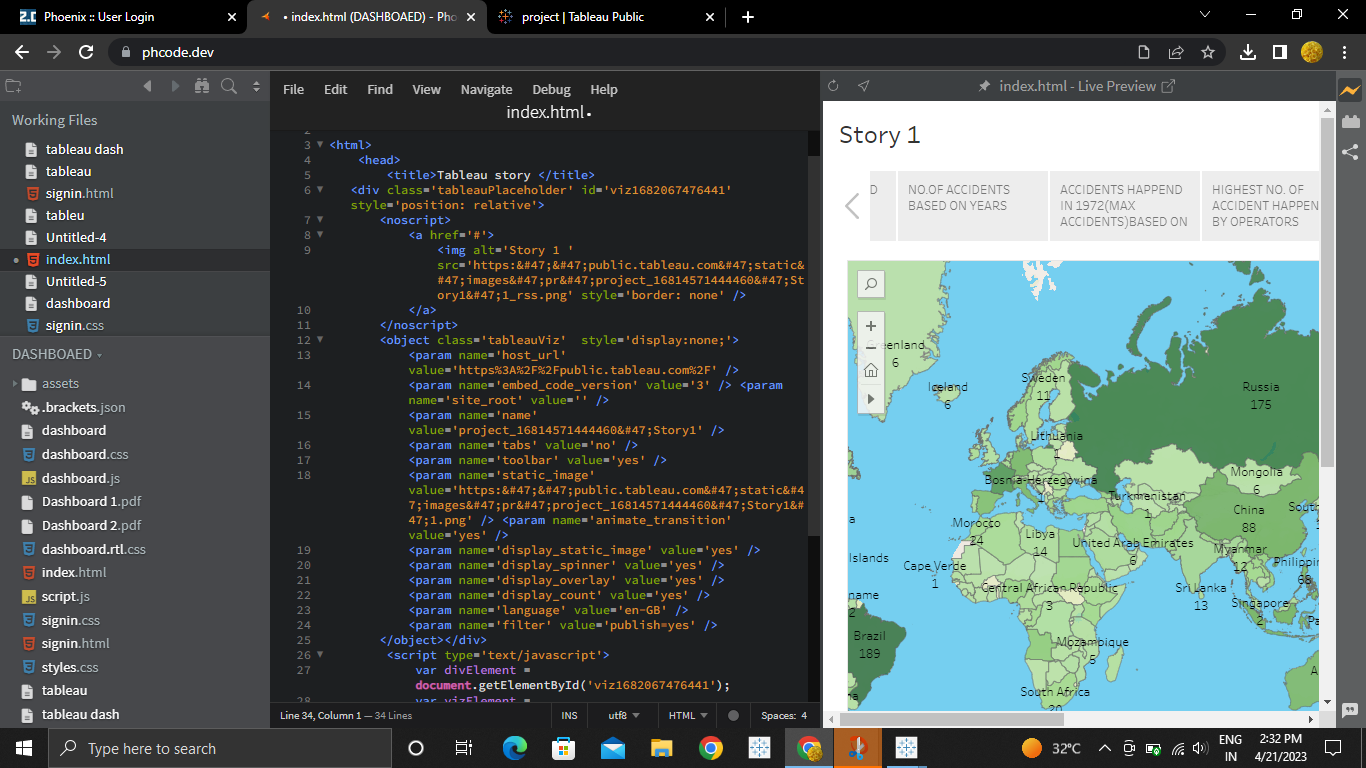 Phoenix :: User Login
• index.html (DASHBOAED) - Pho
project | Tableau Public
phcode.dev
File Edit Find View Navigate Debug Help
index.html •
index.html - Live Preview
Working Files
tableau dash
tableau
signin.html
tableu
Untitled-4
index.html
Untitled-5
dashboard
signin.css
DASHBOAED
assets
.brackets.json
dashboard
dashboard.css
dashboard.js
Dashboard 1.pdf
Dashboard 2.pdf
dashboard.rtl.css
index.html
script.js
signin.css
signin.html
styles.css
tableau
tableau dash
2
3 <html>
4 <head>
5 <title>Tableau story </title>
6 <div class='tableauPlaceholder' id='viz1682067476441'
style='position: relative'>
7 <noscript>
8 <a href='#'>
9 <img alt='Story 1 '
src='https:&#47;&#47;public.tableau.com&#47;static&
#47;images&#47;pr&#47;project_16814571444460&#47;St
ory1&#47;1_rss.png' style='border: none' />
10 </a>
11 </noscript>
12 <object class='tableauViz'  style='display:none;'>
13 <param name='host_url'
value='https%3A%2F%2Fpublic.tableau.com%2F' />
14 <param name='embed_code_version' value='3' /> <param
name='site_root' value='' />
15 <param name='name'
value='project_16814571444460&#47;Story1' />
16 <param name='tabs' value='no' />
17 <param name='toolbar' value='yes' />
18 <param name='static_image'
value='https:&#47;&#47;public.tableau.com&#47;static&#4
7;images&#47;pr&#47;project_16814571444460&#47;Story1&#
47;1.png' /> <param name='animate_transition'
value='yes' />
19 <param name='display_static_image' value='yes' />
20 <param name='display_spinner' value='yes' />
21 <param name='display_overlay' value='yes' />
22 <param name='display_count' value='yes' />
23 <param name='language' value='en-GB' />
24 <param name='filter' value='publish=yes' />
25 </object></div>
26 <script type='text/javascript'>
27 var divElement =
document.getElementById('viz1682067476441');
28 var vizElement =
Line 34, Column 1 — 34 Lines
INS
utf8
HTML
Spaces: 4
Story 1
D
NO.OF ACCIDENTS
BASED ON YEARS
ACCIDENTS HAPPEND
IN 1972(MAX
ACCIDENTS)BASED ON
HIGHEST NO. OF
ACCIDENT HAPPEN
BY OPERATORS
Greenland
6
Iceland
6
Sweden
11
Russia
175
Lithuania
1
Bosnia-Herzegovina
1
Mongolia
6
Turkmenistan
1
China
88
South
Morocco
24
Libya
14
United Arab Emirates
6
Myanmar
12
Philippin
68
Islands
Cape Verde
1
Central African Republic
3
Sri Lanka
13
Singapore
2
name
2
Pa
Brazil
189
Mozambique
5
A
South Africa
20
na
Type here to search
32°C
ENG
IN
2:32 PM
4/21/2023